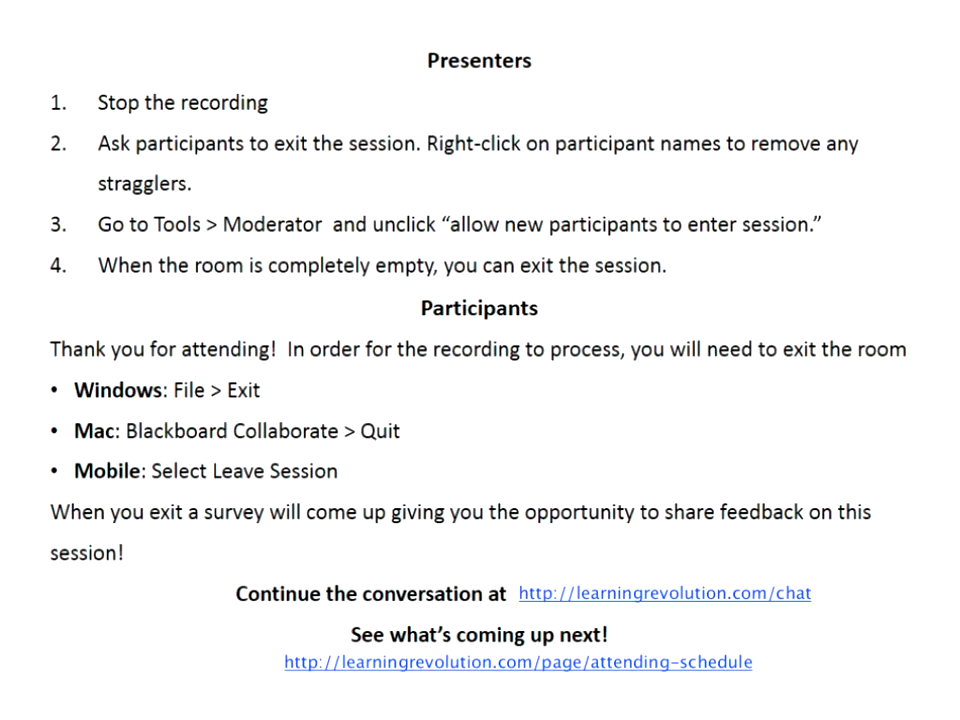 Presenters
1. Stop the recording
2. Ask participants to exit the session. Right-click on participant names to remove any
stragglers.
3. Go to Tools > Moderator and unclick “allow new participants to enter session.”
4. When the room is completely empty, you can exit the session.
Participants
Thank you for attending! In order for the recording to process, you will need to exit the room
• Windows: File > Exit
• Mac: Blackboard Collaborate > Quit
• Mobile: Select Leave Session
When you exit a survey will come up giving you the opportunity to share feedback on this
session!
Continue the conversation at http://learningrevolution.com/chat
See what’s coming up next!
http://learningrevolution.com/page/attending-schedule